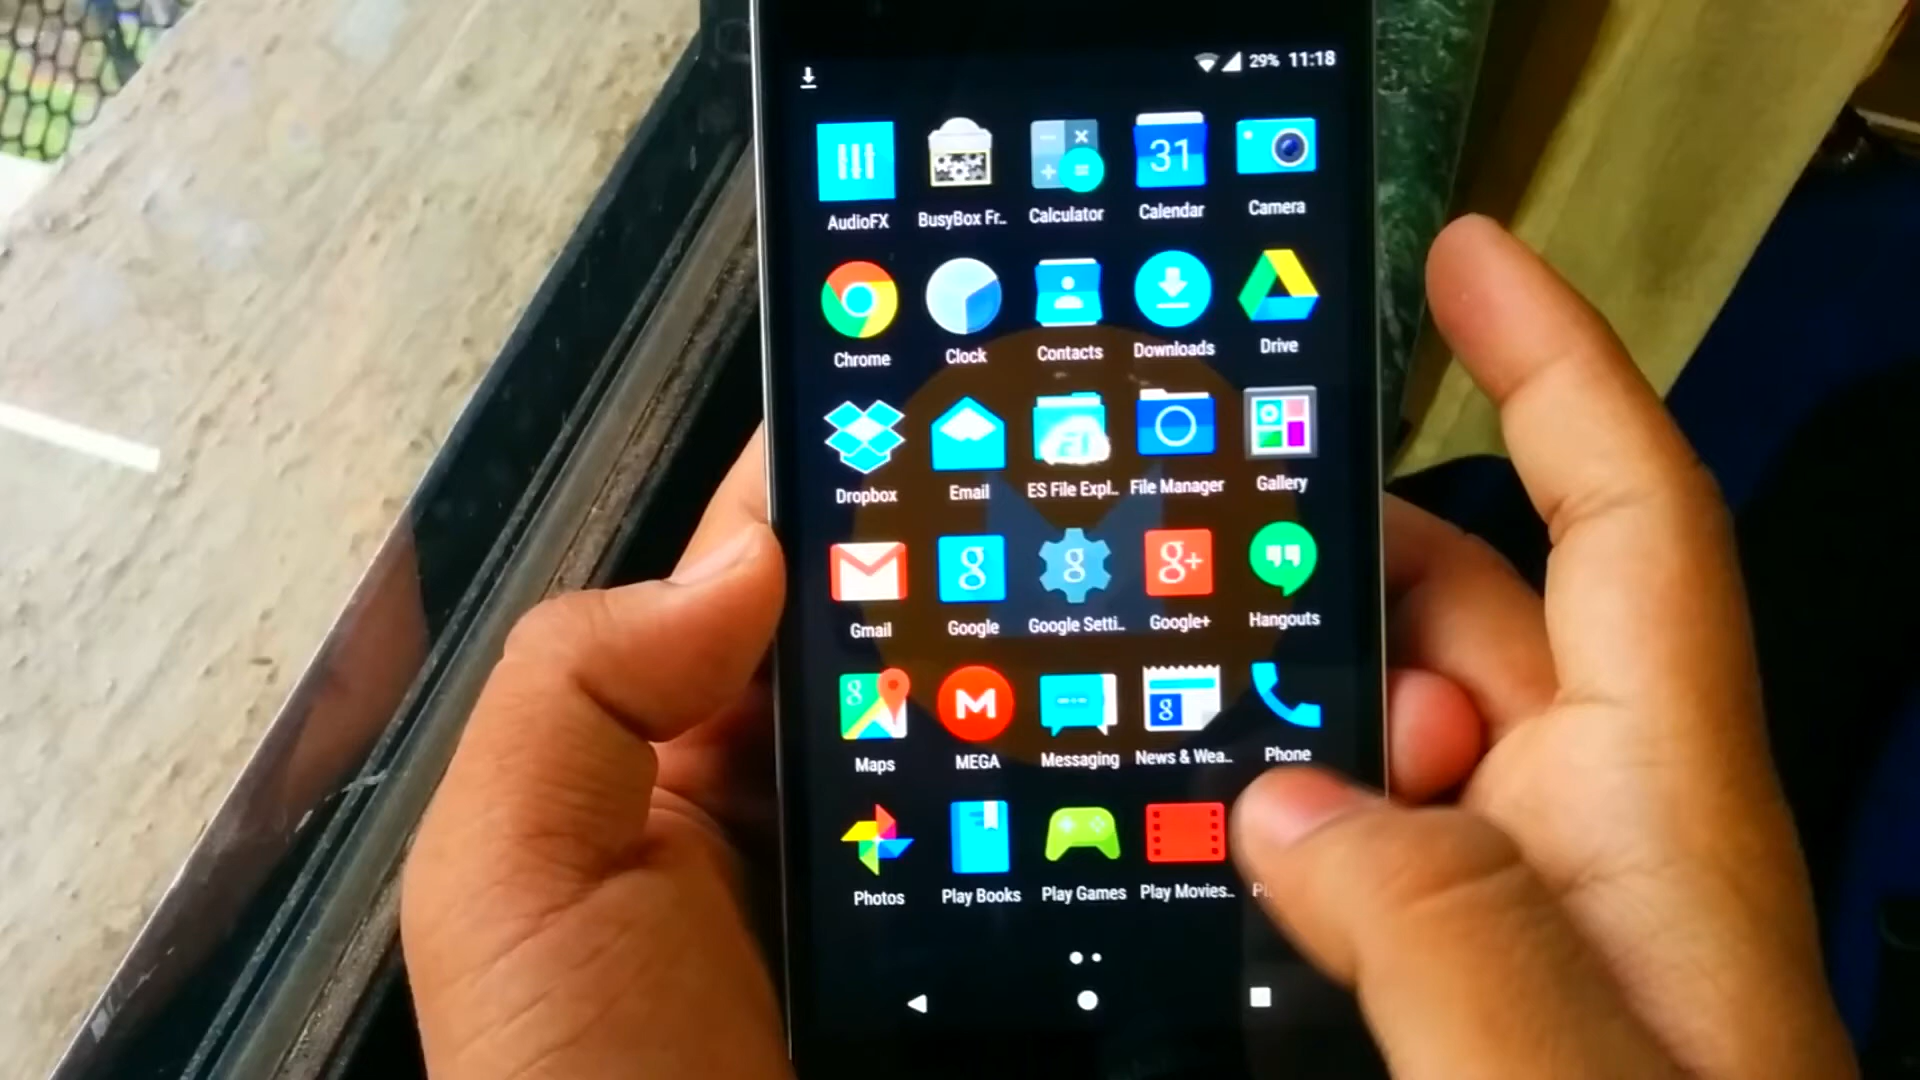 29% 11:18
31
AudioFX BusyBox Fr.. Calculator Calendar Camera
Chrome Clock Contacts Downloads Drive
Dropbox Email ES File Expl.. File Manager Gallery
g g g+
Gmail Google Google Setti.. Google+ Hangouts
g M g
Maps MEGA Messaging News & Wea.. Phone
Photos Play Books Play Games Play Movies..